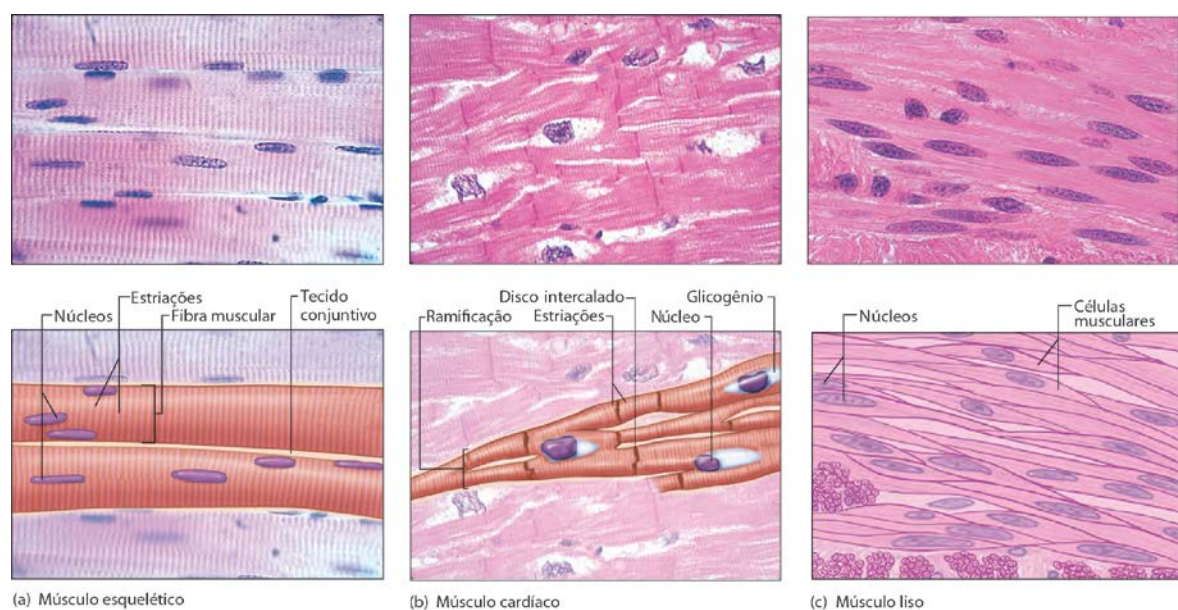 Estriações
Núcleos
Fibra muscular
Tecido
conjuntivo
Disco intercalado
Glicogênio
Ramificação
Estriações
Núcleo
Núcleos
Células
musculares
(a) Músculo esquelético
(b) Músculo cardíaco
(c) Músculo liso